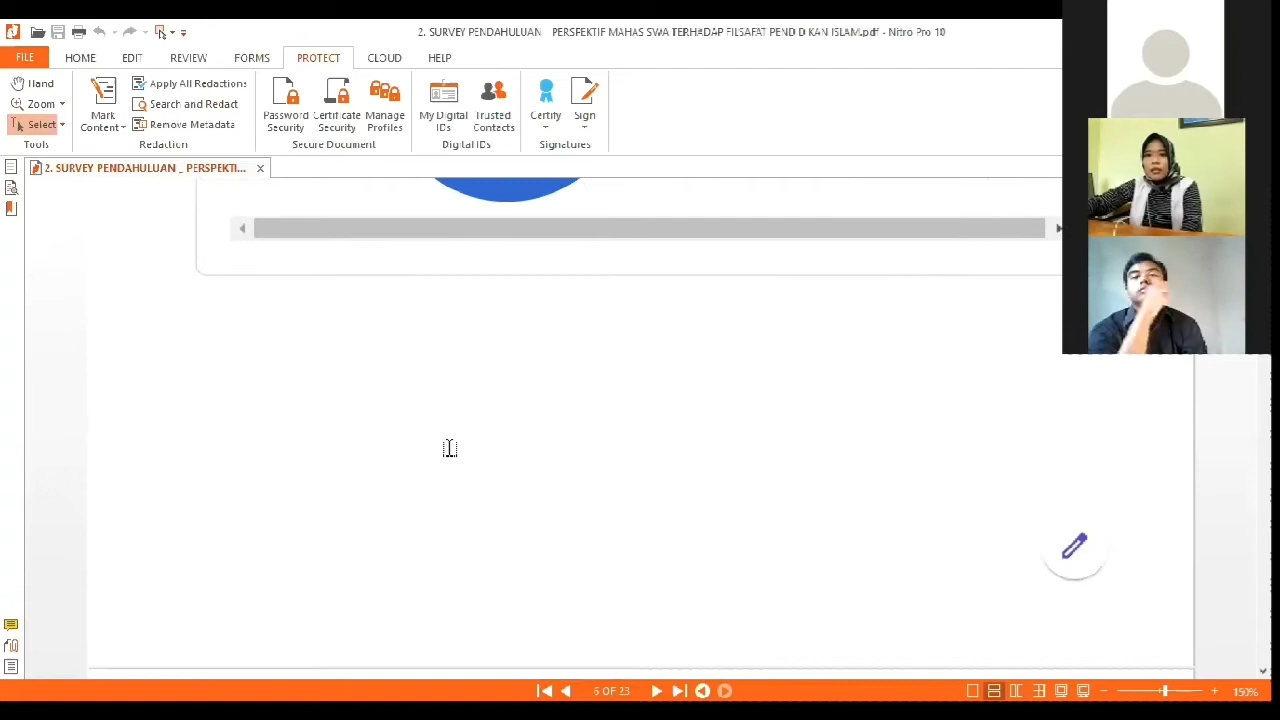 2. SURVEY PENDAHULUAN _ PERSPEKTIF MAHASISWA TERHADAP FILSAFAT PENDIDIKAN ISLAM.pdf - Nitro Pro 10
FILE HOME EDIT REVIEW FORMS PROTECT CLOUD HELP
Hand
Zoom
Select
Tools
Mark Content
Apply All Redactions
Search and Redact
Remove Metadata
Redaction
Password Security
Certificate Security
Manage Profiles
Secure Document
My Digital IDs
Trusted Contacts
Digital IDs
Certify
Sign
Signatures
2. SURVEY PENDAHULUAN _ PERSPEKTI...
6 OF 23
150%